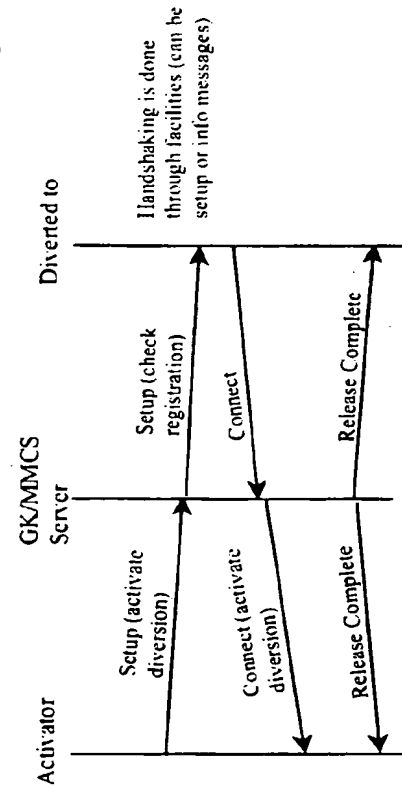 Activator
GK/MMCS
Server
Diverted to
Setup (activate
diversion)
Setup (check
registration)
Handshaking is done
through facilities (can be
setup or info messages)
Connect
Connect (activate
diversion)
Release Complete
Release Complete